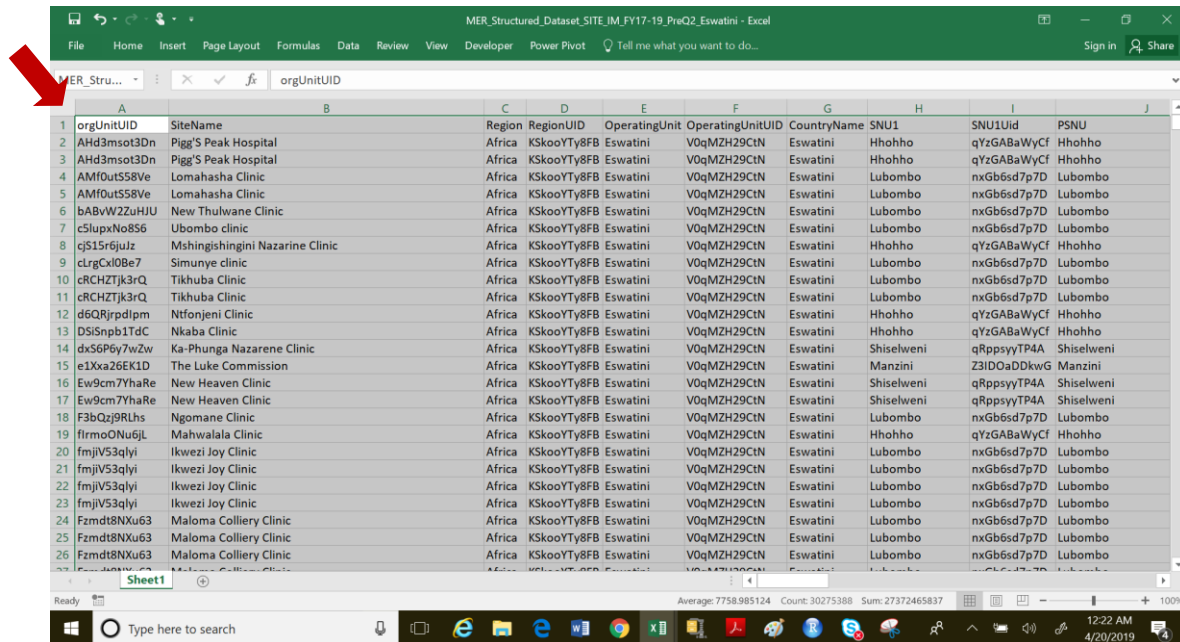 MER_Structured_Dataset_SITE_IM_FY17-19_PreQ2_Eswatini - Excel
File Home Insert Page Layout Formulas Data Review View Developer Power Pivot Tell me what you want to do... Sign in Share
MER_Stru... fx orgUnitUID
A B C D E F G H I J
1 orgUnitUID SiteName Region RegionUID OperatingUnit OperatingUnitUID CountryName SNU1 SNU1Uid PSNU
2 AHd3msot3Dn Pigg'S Peak Hospital Africa KSkooYTy8FB Eswatini V0qMZH29CtN Eswatini Hhohho qYzGABaWyCf Hhohho
3 AHd3msot3Dn Pigg'S Peak Hospital Africa KSkooYTy8FB Eswatini V0qMZH29CtN Eswatini Hhohho qYzGABaWyCf Hhohho
4 AMf0utS58Ve Lomahasha Clinic Africa KSkooYTy8FB Eswatini V0qMZH29CtN Eswatini Lubombo nxGb6sd7p7D Lubombo
5 AMf0utS58Ve Lomahasha Clinic Africa KSkooYTy8FB Eswatini V0qMZH29CtN Eswatini Lubombo nxGb6sd7p7D Lubombo
6 bABvW2ZuHJU New Thulwane Clinic Africa KSkooYTy8FB Eswatini V0qMZH29CtN Eswatini Lubombo nxGb6sd7p7D Lubombo
7 c5lupxNo8S6 Ubombo clinic Africa KSkooYTy8FB Eswatini V0qMZH29CtN Eswatini Lubombo nxGb6sd7p7D Lubombo
8 cjS15r6juJz Mshingishingini Nazarine Clinic Africa KSkooYTy8FB Eswatini V0qMZH29CtN Eswatini Hhohho qYzGABaWyCf Hhohho
9 cLrgCxl0Be7 Simunye clinic Africa KSkooYTy8FB Eswatini V0qMZH29CtN Eswatini Lubombo nxGb6sd7p7D Lubombo
10 cRCHZTjk3rQ Tikhuba Clinic Africa KSkooYTy8FB Eswatini V0qMZH29CtN Eswatini Lubombo nxGb6sd7p7D Lubombo
11 cRCHZTjk3rQ Tikhuba Clinic Africa KSkooYTy8FB Eswatini V0qMZH29CtN Eswatini Lubombo nxGb6sd7p7D Lubombo
12 d6QRjrpdIpm Ntfonjeni Clinic Africa KSkooYTy8FB Eswatini V0qMZH29CtN Eswatini Hhohho qYzGABaWyCf Hhohho
13 DSiSnpb1TdC Nkaba Clinic Africa KSkooYTy8FB Eswatini V0qMZH29CtN Eswatini Hhohho qYzGABaWyCf Hhohho
14 dxS6P6y7wZw Ka-Phunga Nazarene Clinic Africa KSkooYTy8FB Eswatini V0qMZH29CtN Eswatini Shiselweni qRppsyyTP4A Shiselweni
15 e1Xxa26EK1D The Luke Commission Africa KSkooYTy8FB Eswatini V0qMZH29CtN Eswatini Manzini Z3IDOaDDkwG Manzini
16 Ew9cm7YhaRe New Heaven Clinic Africa KSkooYTy8FB Eswatini V0qMZH29CtN Eswatini Shiselweni qRppsyyTP4A Shiselweni
17 Ew9cm7YhaRe New Heaven Clinic Africa KSkooYTy8FB Eswatini V0qMZH29CtN Eswatini Shiselweni qRppsyyTP4A Shiselweni
18 F3bQzj9RLhs Ngomane Clinic Africa KSkooYTy8FB Eswatini V0qMZH29CtN Eswatini Lubombo nxGb6sd7p7D Lubombo
19 fIrmoONu6jL Mahwalala Clinic Africa KSkooYTy8FB Eswatini V0qMZH29CtN Eswatini Hhohho qYzGABaWyCf Hhohho
20 fmjiV53qlyi Ikwezi Joy Clinic Africa KSkooYTy8FB Eswatini V0qMZH29CtN Eswatini Lubombo nxGb6sd7p7D Lubombo
21 fmjiV53qlyi Ikwezi Joy Clinic Africa KSkooYTy8FB Eswatini V0qMZH29CtN Eswatini Lubombo nxGb6sd7p7D Lubombo
22 fmjiV53qlyi Ikwezi Joy Clinic Africa KSkooYTy8FB Eswatini V0qMZH29CtN Eswatini Lubombo nxGb6sd7p7D Lubombo
23 fmjiV53qlyi Ikwezi Joy Clinic Africa KSkooYTy8FB Eswatini V0qMZH29CtN Eswatini Lubombo nxGb6sd7p7D Lubombo
24 Fzmdt8NXu63 Maloma Colliery Clinic Africa KSkooYTy8FB Eswatini V0qMZH29CtN Eswatini Lubombo nxGb6sd7p7D Lubombo
25 Fzmdt8NXu63 Maloma Colliery Clinic Africa KSkooYTy8FB Eswatini V0qMZH29CtN Eswatini Lubombo nxGb6sd7p7D Lubombo
26 Fzmdt8NXu63 Maloma Colliery Clinic Africa KSkooYTy8FB Eswatini V0qMZH29CtN Eswatini Lubombo nxGb6sd7p7D Lubombo
Sheet1
Ready Average: 7758.985124 Count: 30275388 Sum: 27372465837 100%
Type here to search 12:22 AM
4/20/2019